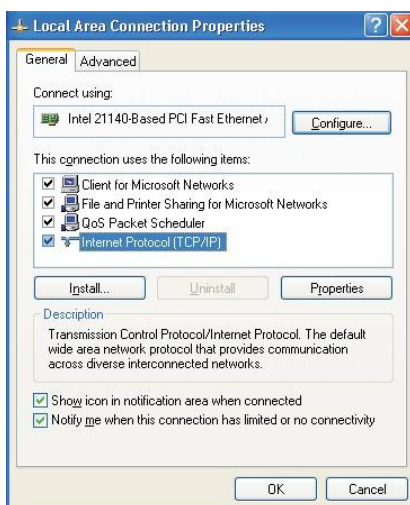 Local Area Connection Properties
General Advanced
Connect using:
Intel 21140-Based PCI Fast Ethernet
Configure...
This connection uses the following items:
Client for Microsoft Networks
File and Printer Sharing for Microsoft Networks
QoS Packet Scheduler
Internet Protocol (TCP/IP)
Install... Uninstall Properties
Description
Transmission Control Protocol/Internet Protocol. The default
wide area network protocol that provides communication
across diverse interconnected networks.
Show icon in notification area when connected
Notify me when this connection has limited or no connectivity
OK Cancel